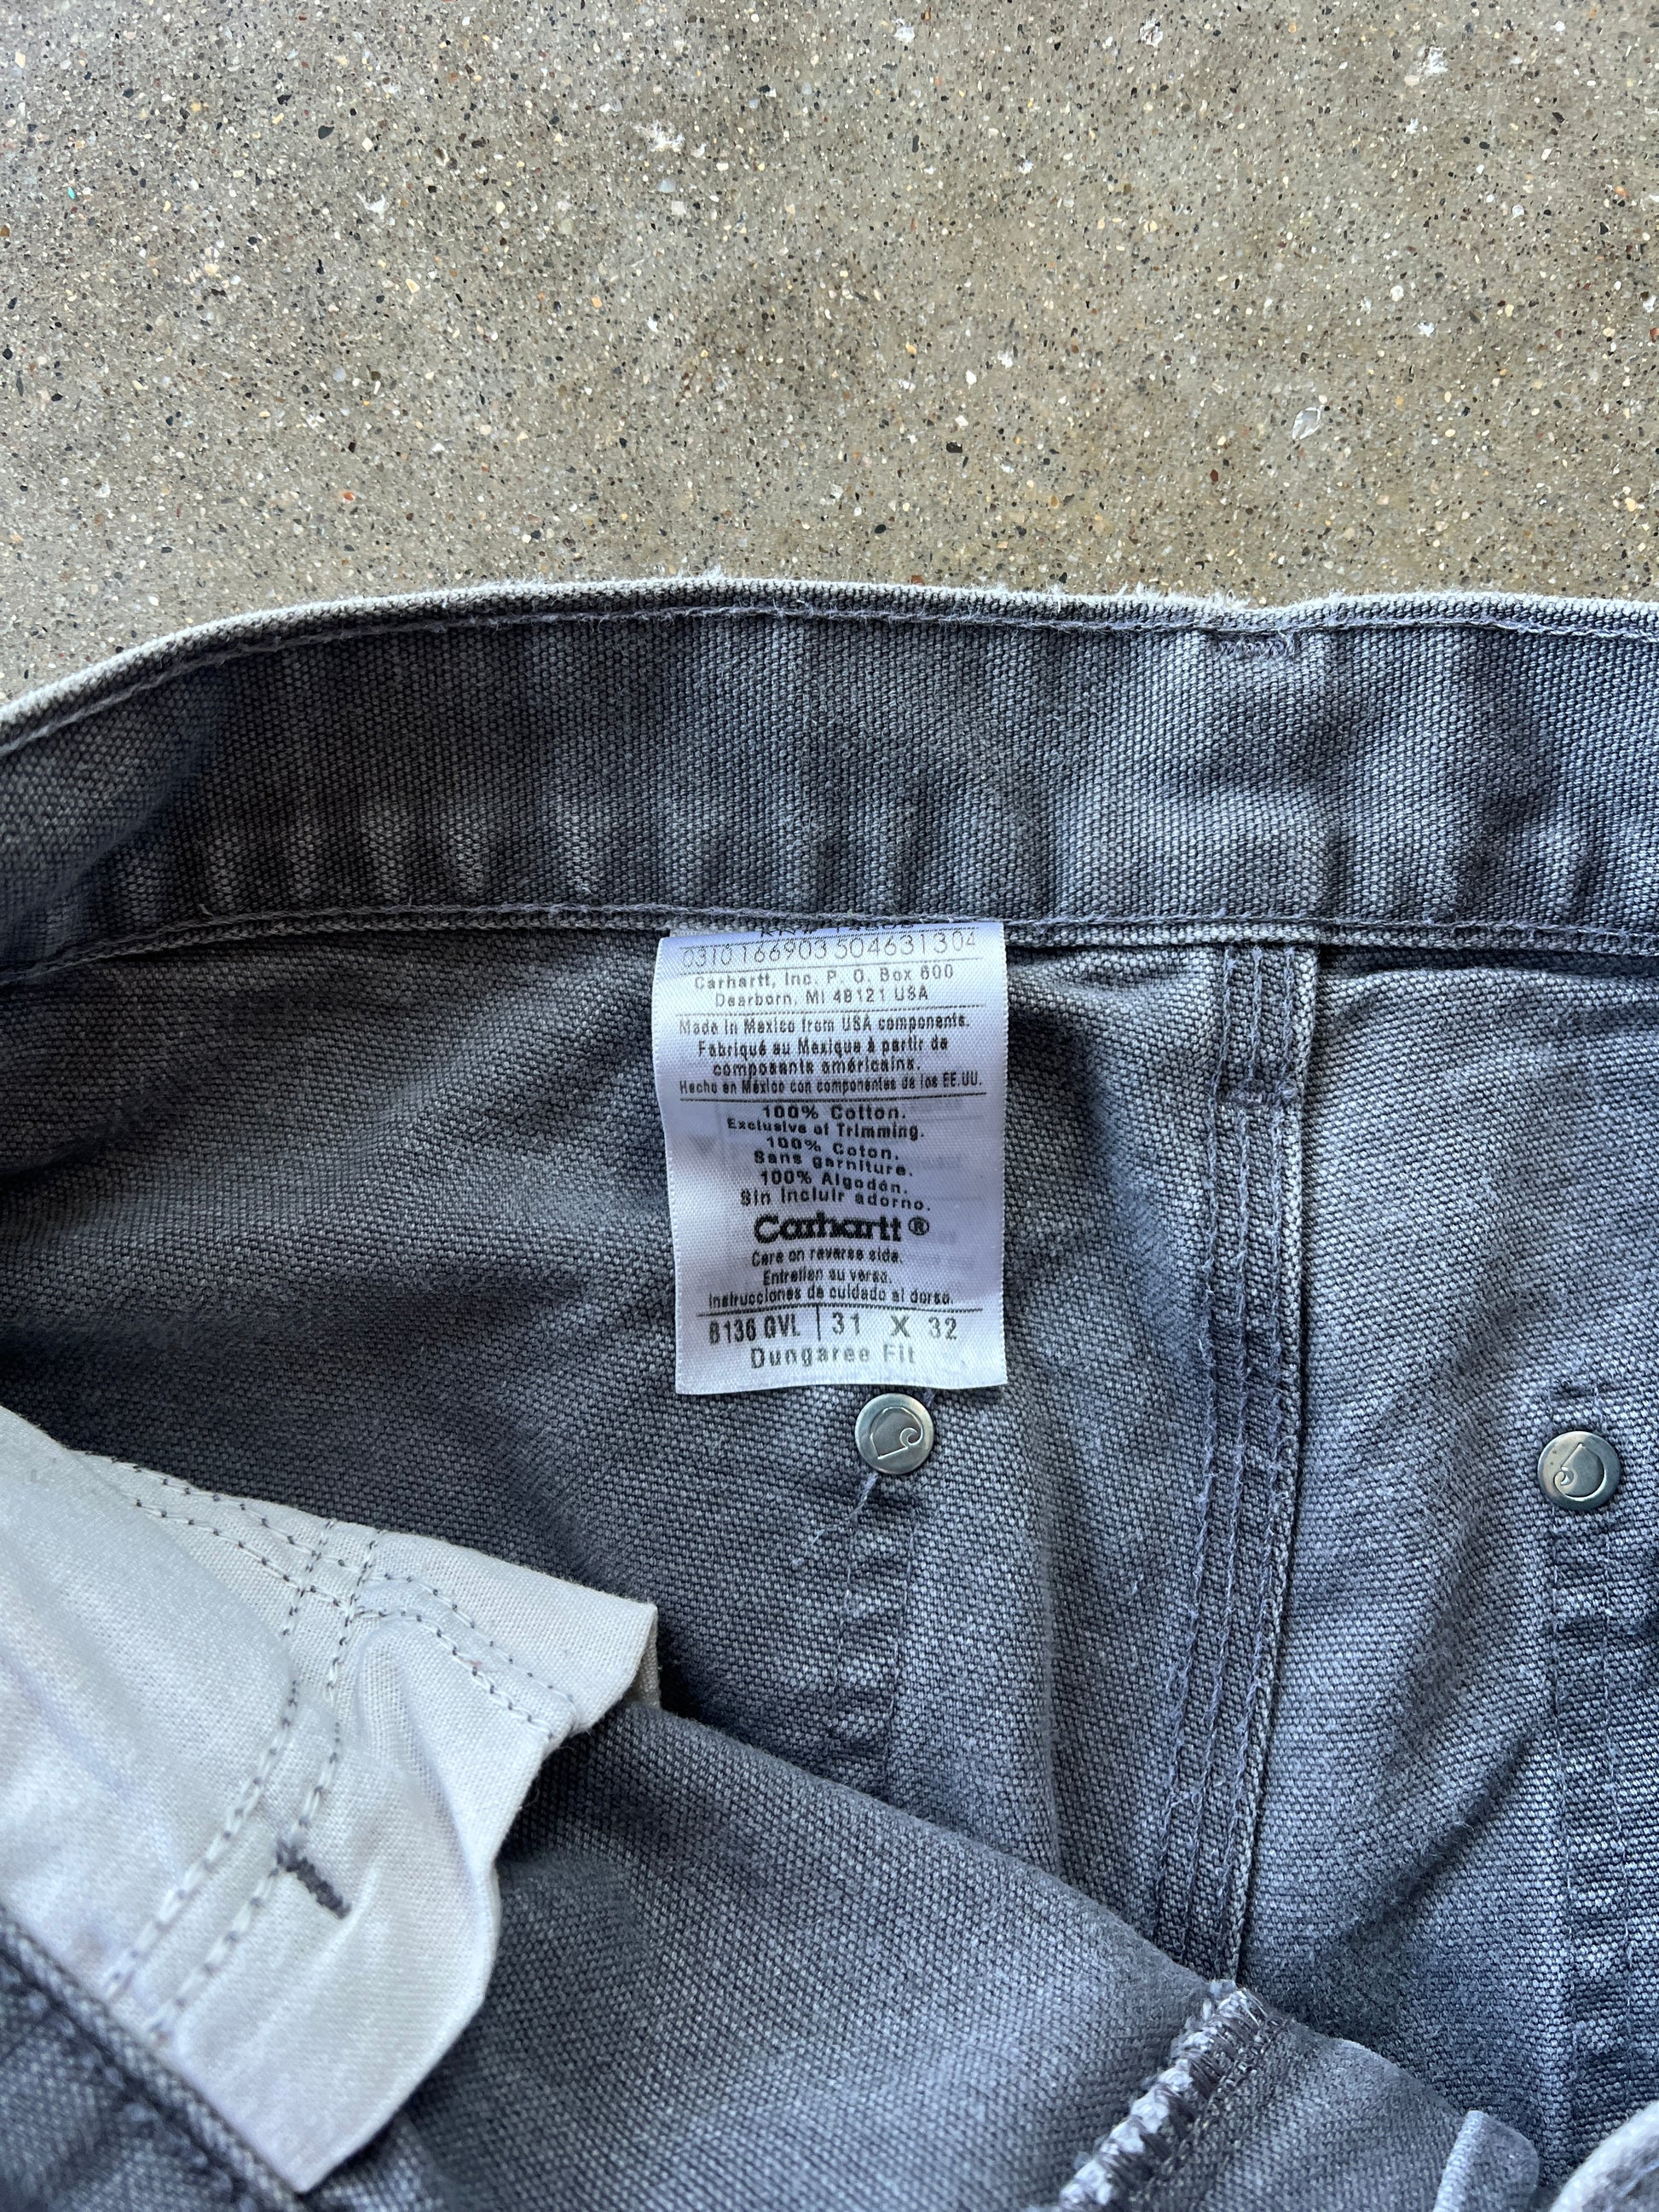 0310 166903 504631304
Carhartt, Inc. P. O. Box 600
Dearborn, MI 48121 USA
Made in Mexico from USA components.
Fabriqué au Mexique à partir de
composants américains.
Hecho en México con componentes de los EE.UU.
100% Cotton.
Exclusive of Trimming.
100% Coton.
Sans garniture.
100% Algodón.
Sin incluir adorno.
Carhartt®
Care on reverse side.
Entretien au verso.
Instrucciones de cuidado al dorso.
B136 GVL | 31 X 32
Dungaree Fit